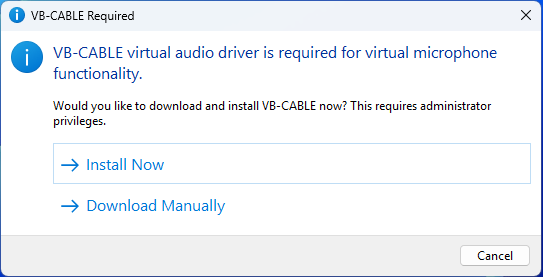 VB-CABLE Required
VB-CABLE virtual audio driver is required for virtual microphone
functionality.
Would you like to download and install VB-CABLE now? This requires administrator
privileges.
Install Now
Download Manually
Cancel